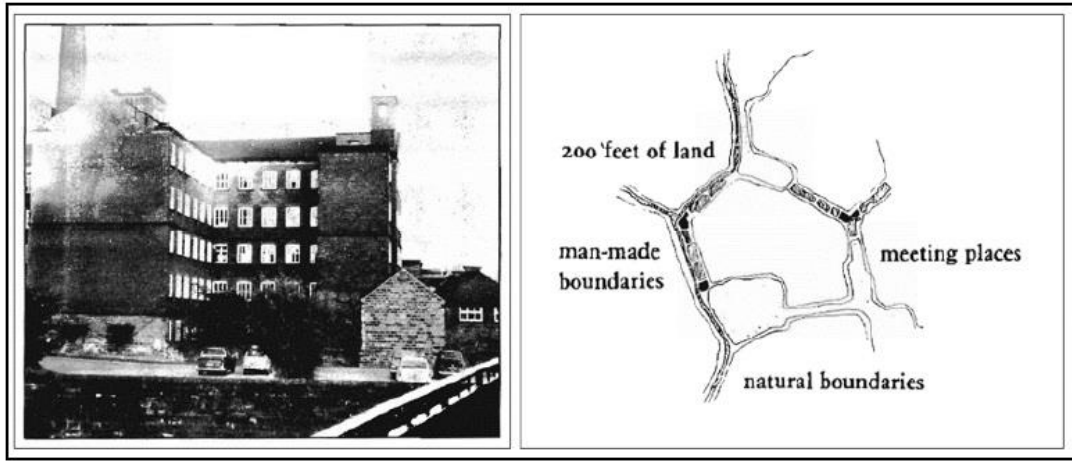 200 feet of land
man-made
boundaries
meeting places
natural boundaries